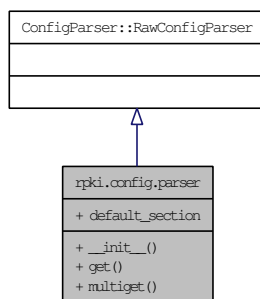 ConfigParser::RawConfigParser
rpki.config.parser
+ default_section
+ __init__()
+ get()
+ multiget()